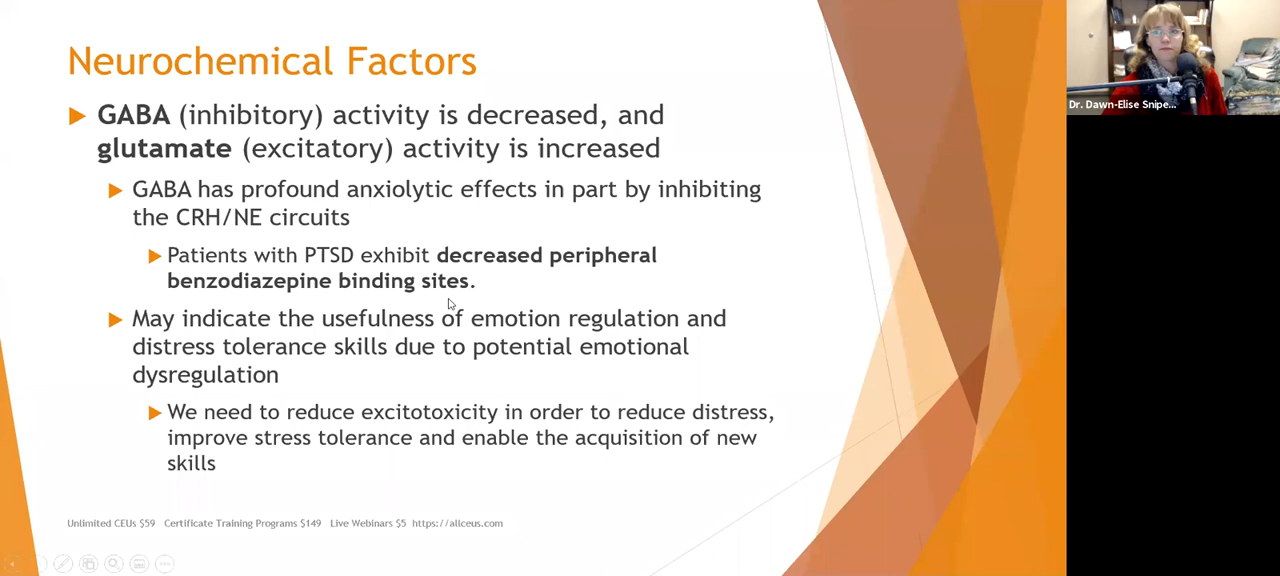 Neurochemical Factors
GABA (inhibitory) activity is decreased, and
glutamate (excitatory) activity is increased
GABA has profound anxiolytic effects in part by inhibiting
the CRH/NE circuits
Patients with PTSD exhibit decreased peripheral
benzodiazepine binding sites.
May indicate the usefulness of emotion regulation and
distress tolerance skills due to potential emotional
dysregulation
We need to reduce excitotoxicity in order to reduce distress,
improve stress tolerance and enable the acquisition of new
skills
Unlimited CEUs $59 Certificate Training Programs $149 Live Webinars $5 https://allceus.com
Dr. Dawn-Elise Snipe...